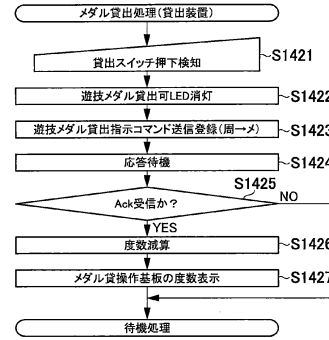 メダル貸出処理(貸出装置)
貸出スイッチ押下検知
S1421
遊技メダル貸出可LED消灯
S1422
遊技メダル貸出指示コマンド送信登録(周→メ)
S1423
応答待機
S1424
S1425
Ack受信か?
NO
YES
度数減算
S1426
メダル貸操作基板の度数表示
S1427
待機処理